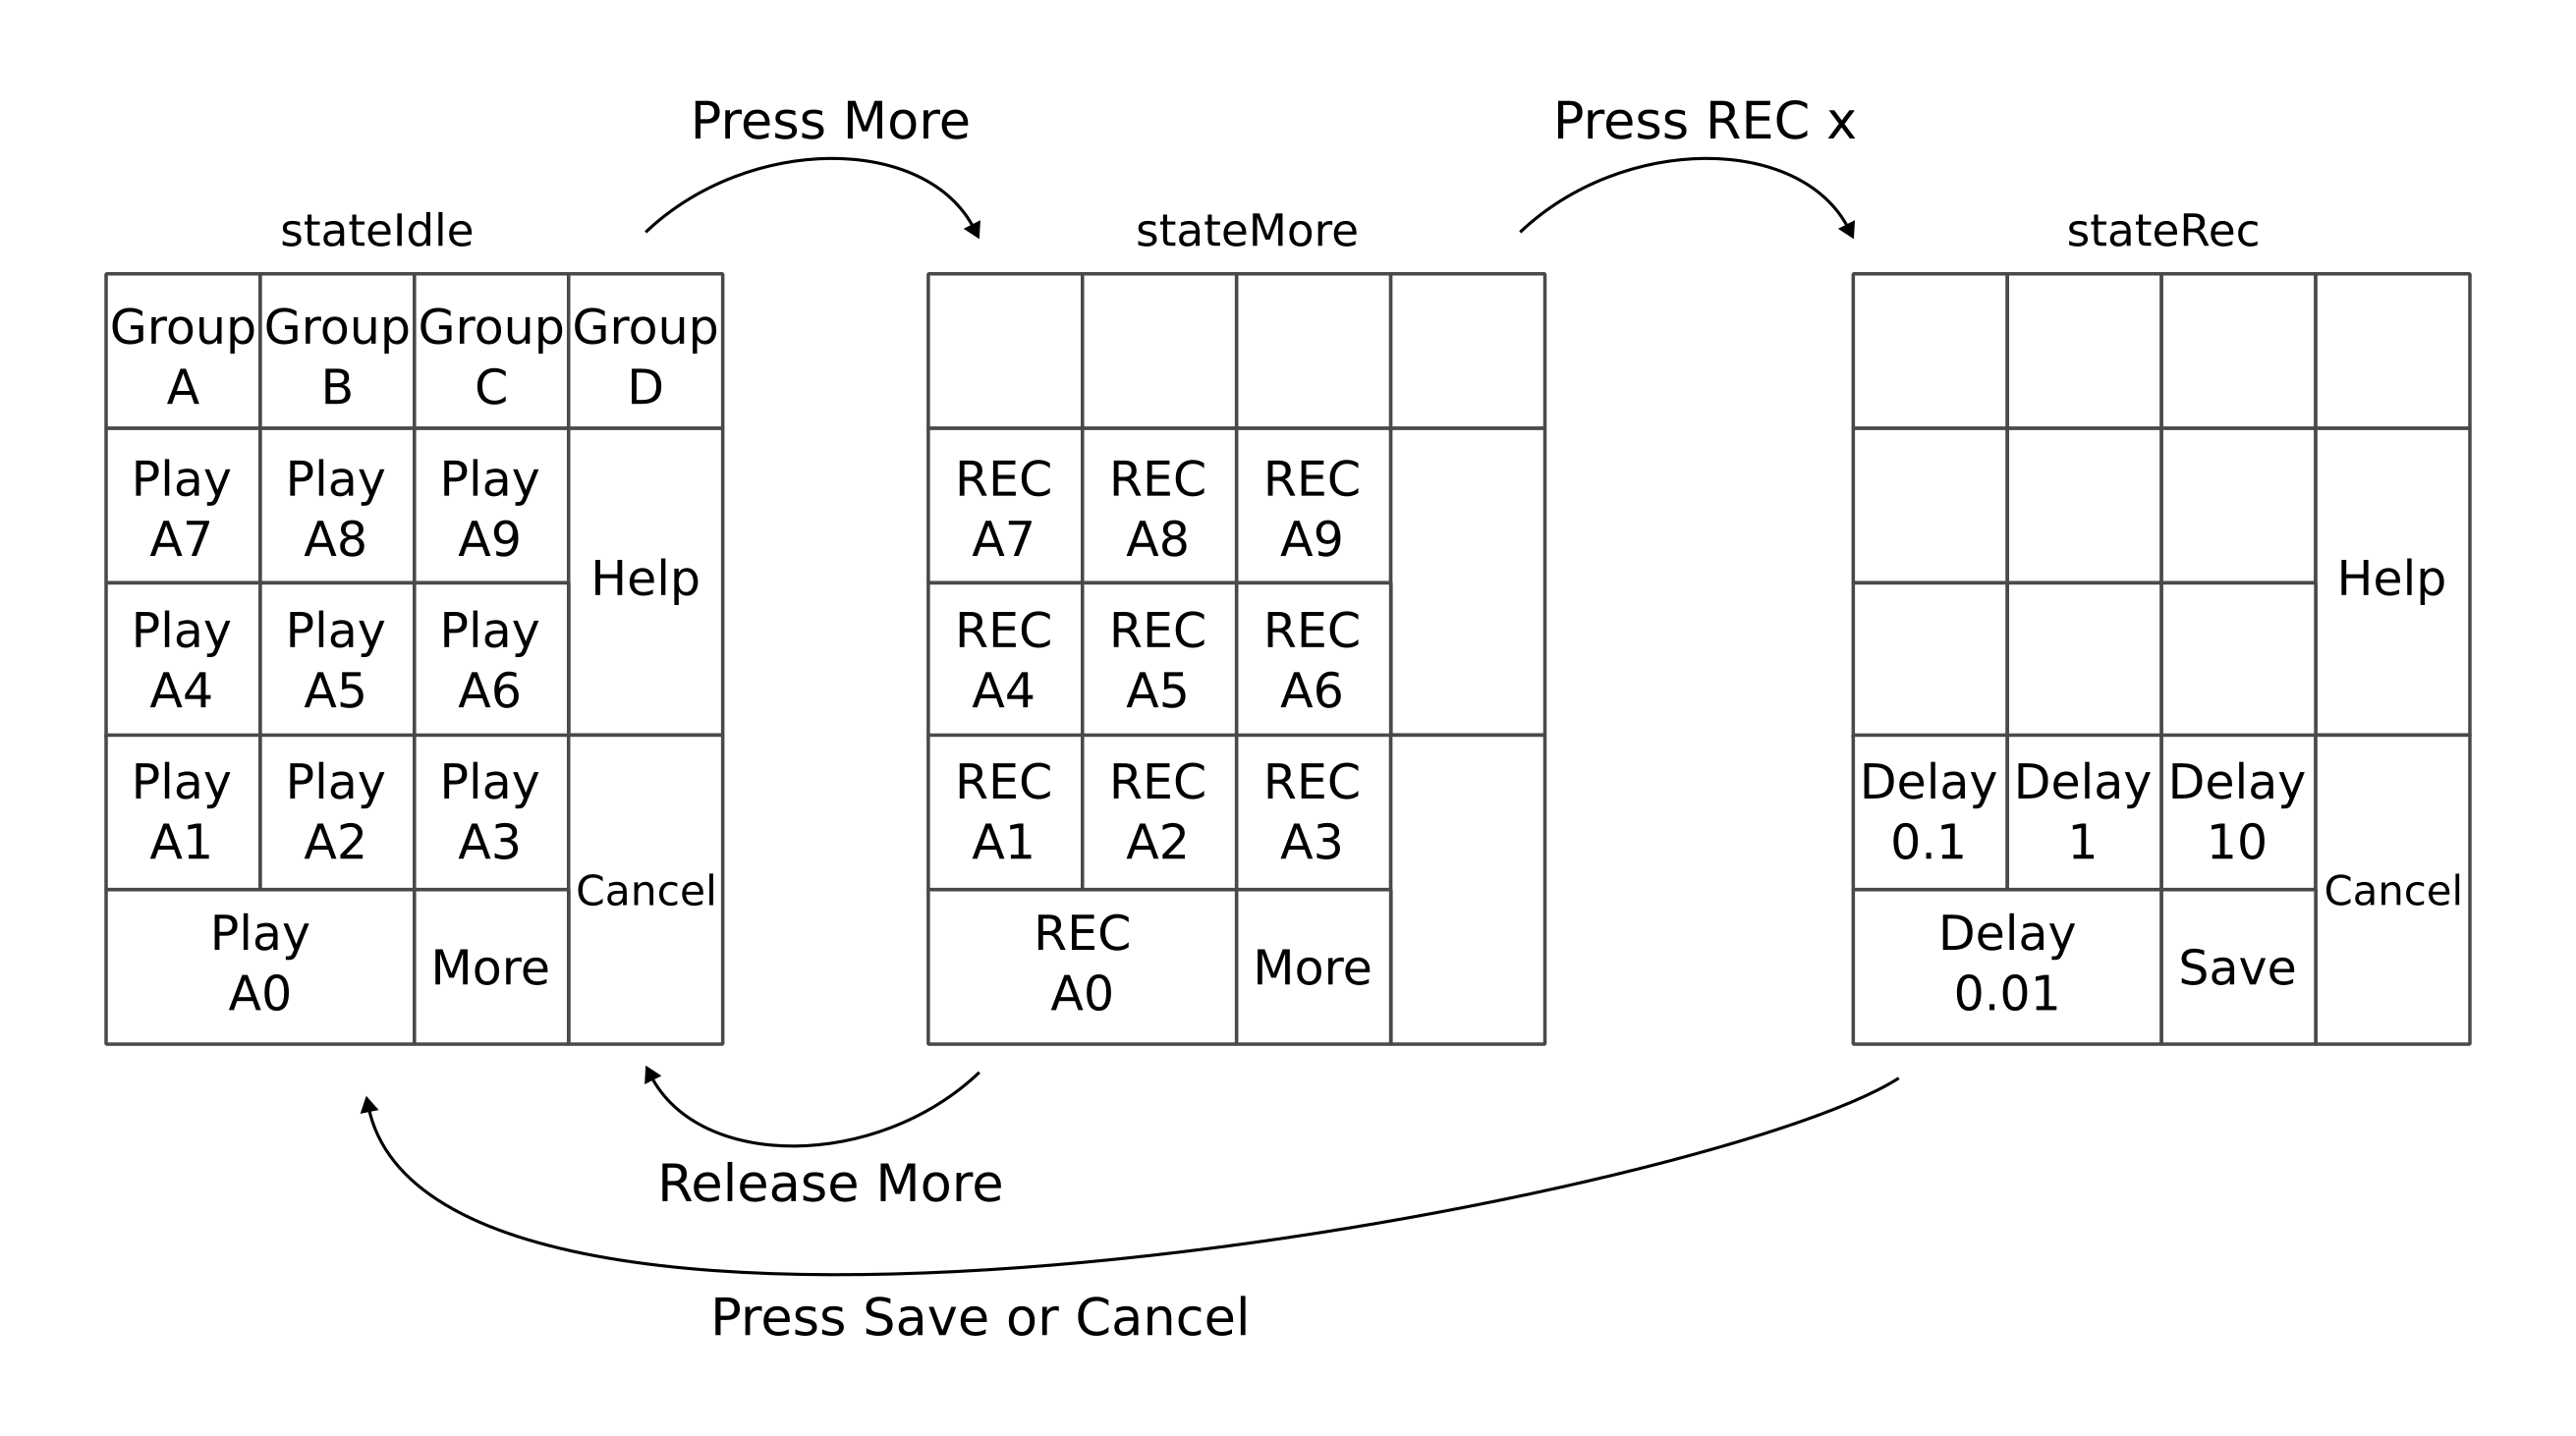 Press More
Press REC x
stateIdle
stateMore
stateRec
Group
A
Group
B
Group
C
Group
D
Play
A7
Play
A8
Play
A9
Help
Play
A4
Play
A5
Play
A6
Play
A1
Play
A2
Play
A3
Cancel
Play
A0
More
REC
A7
REC
A8
REC
A9
REC
A4
REC
A5
REC
A6
REC
A1
REC
A2
REC
A3
REC
A0
More
Help
Delay
0.1
Delay
1
Delay
10
Cancel
Delay
0.01
Save
Release More
Press Save or Cancel